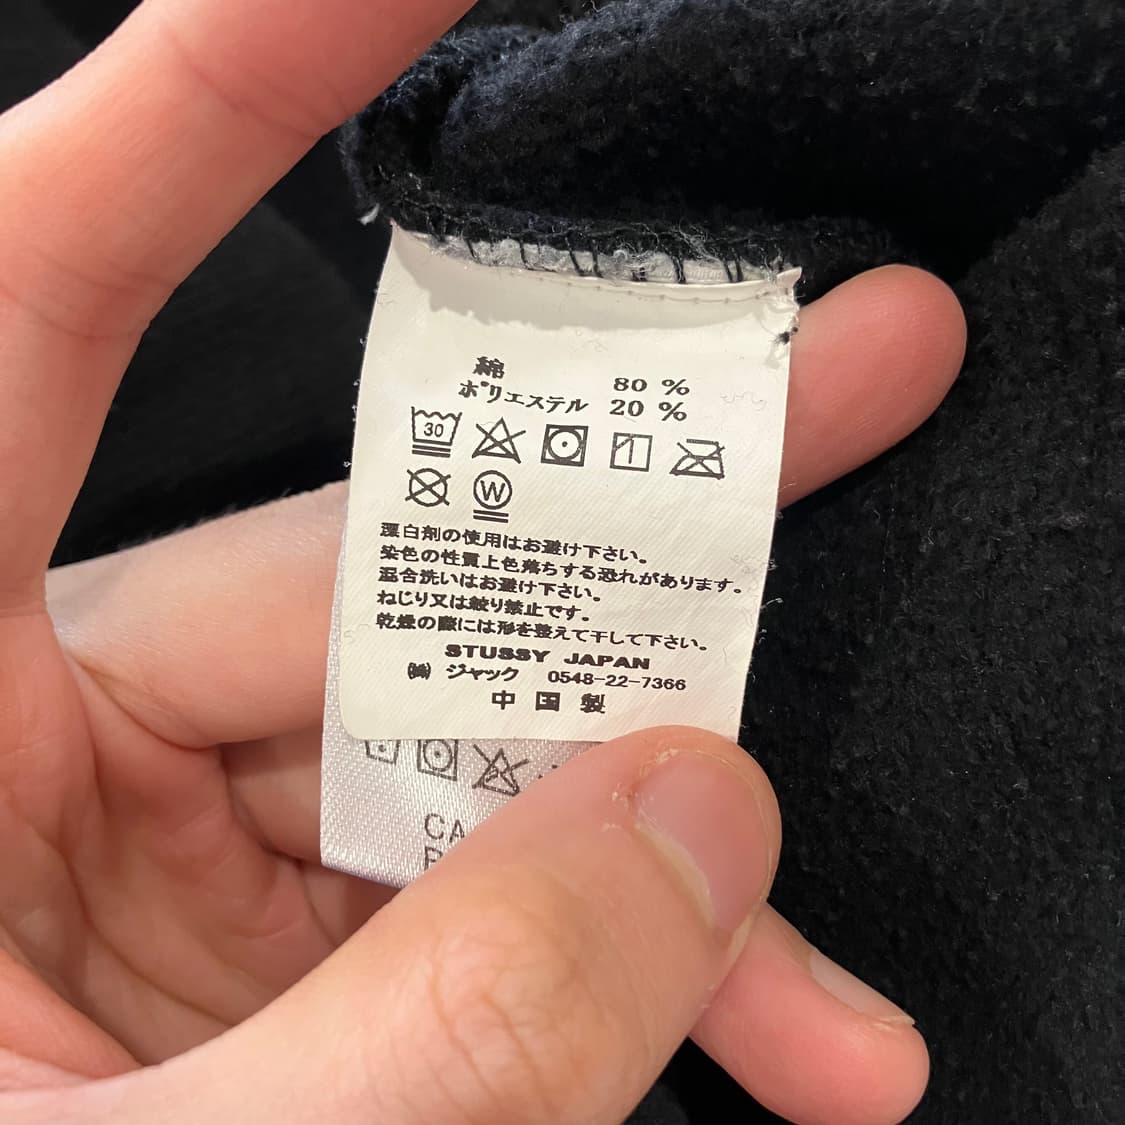 綿 80 %
ポリエステル 20 %
30
W
漂白剤の使用はお避け下さい。
染色の性質上色落ちする恐れがあります。
混合洗いはお避け下さい。
ねじり又は絞り禁止です。
乾燥の際には形を整えて干して下さい。
STUSSY JAPAN
㈱ ジャック 0548-22-7366
中国製
CA